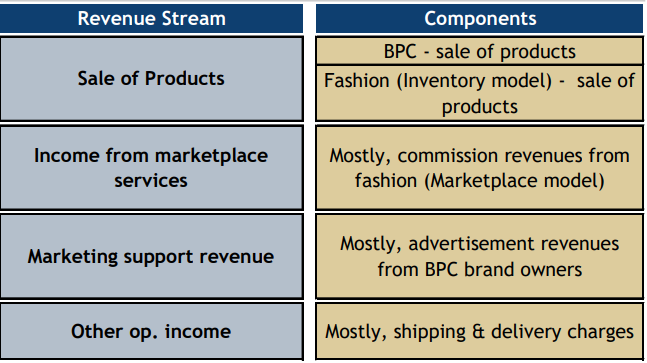 Revenue Stream
Components
Sale of Products
BPC - sale of products
Fashion (Inventory model) - sale of
products
Income from marketplace
services
Mostly, commission revenues from
fashion (Marketplace model)
Marketing support revenue
Mostly, advertisement revenues
from BPC brand owners
Other op. income
Mostly, shipping & delivery charges